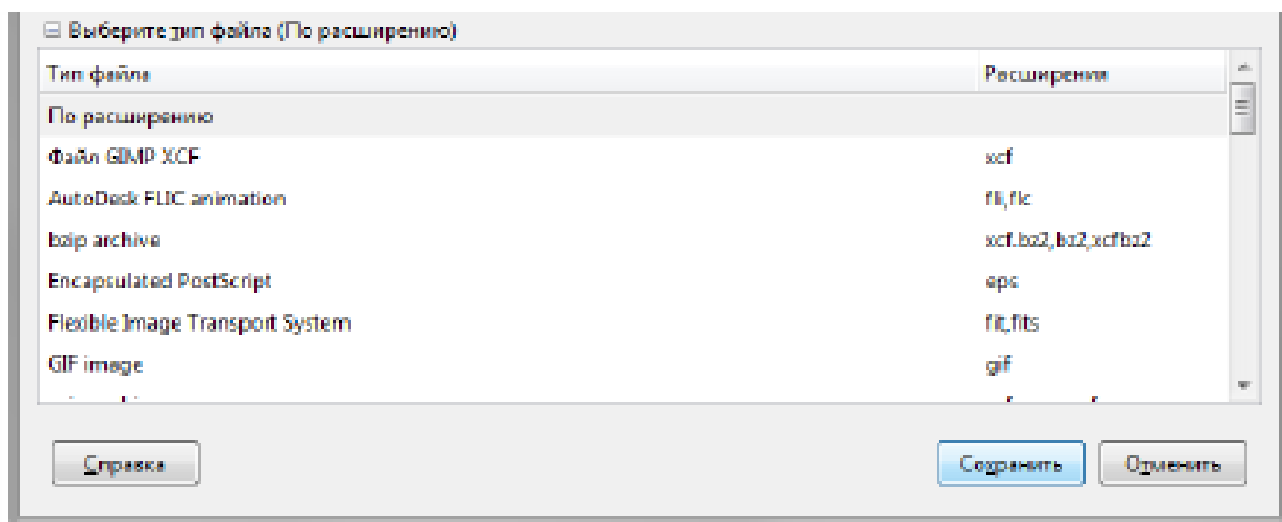 Выберите тип файла (По расширению)
Тип файла Расширения
По расширению
Файл GIMP XCF xcf
AutoDesk FLIC animation fli,flc
bzip archive xcf.bz2,bz2,xcfbz2
Encapsulated PostScript eps
Flexible Image Transport System fit,fits
GIF image gif
Справка Сохранить Отменить